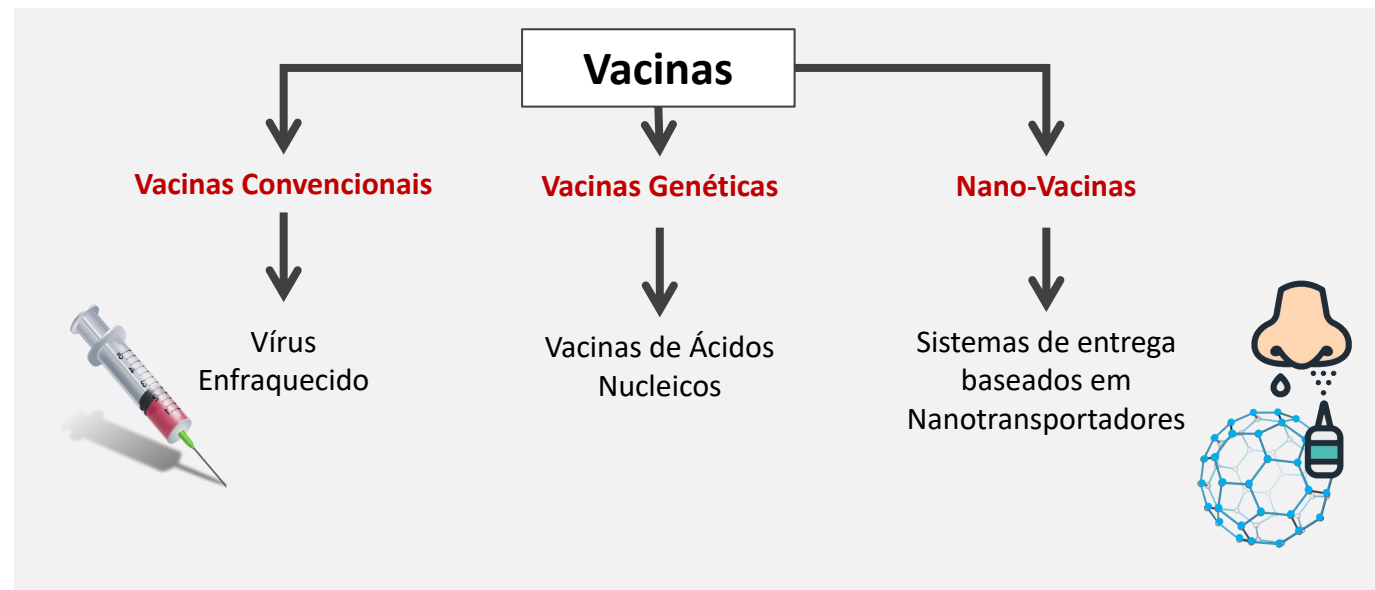 Vacinas
Vacinas Convencionais
Vírus
Enfraquecido
Vacinas Genéticas
Vacinas de Ácidos
Nucleicos
Nano-Vacinas
Sistemas de entrega
baseados em
Nanotransportadores